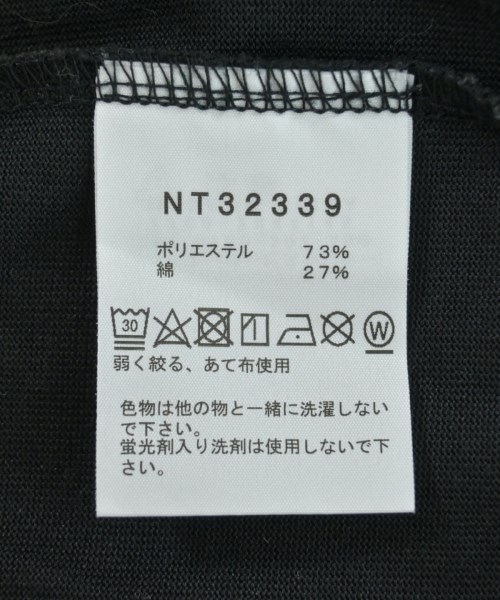 NT32339
ポリエステル 73%
綿 27%
30 W
弱く絞る、あて布使用
色物は他の物と一緒に洗濯しない
で下さい。
蛍光剤入り洗剤は使用しないで下
さい。